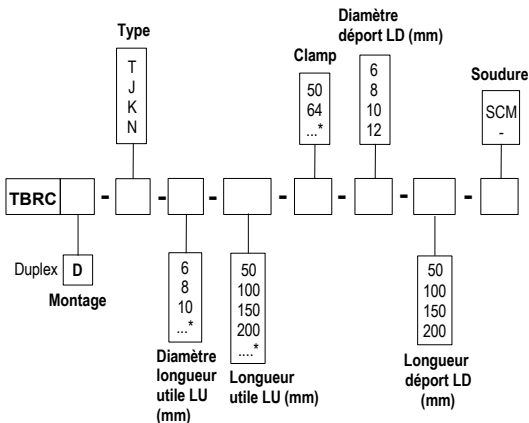 Type
T
J
K
N
Clamp
50
64
...*
Diamètre
déport LD (mm)
6
8
10
12
Soudure
SCM
-
TBRC - - - - - - -
Duplex D
Montage
6
8
10
...*
Diamètre
longueur
utile LU
(mm)
50
100
150
200
....*
Longueur
utile LU (mm)
50
100
150
200
Longueur
déport LD
(mm)